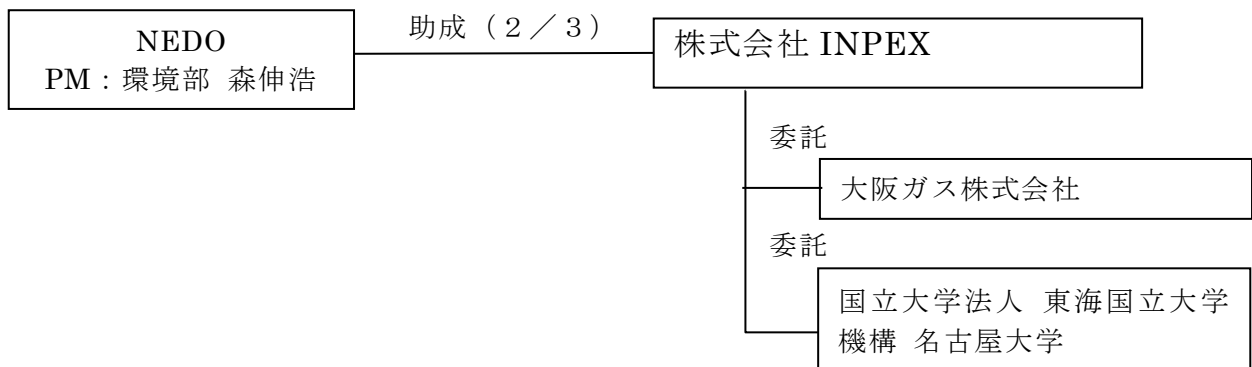 NEDO
PM:環境部 森伸浩
助成(2/3)
株式会社 INPEX
委託
大阪ガス株式会社
委託
国立大学法人 東海国立大学
機構 名古屋大学